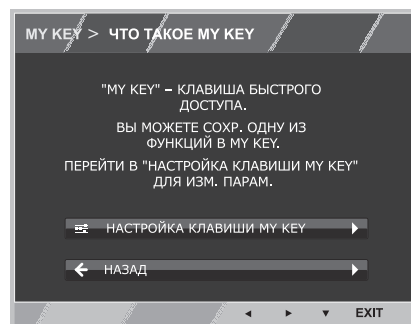 MY KEY > ЧТО ТАКОЕ MY KEY
"MY KEY" – КЛАВИША БЫСТРОГО
ДОСТУПА.
ВЫ МОЖЕТЕ СОХР. ОДНУ ИЗ
ФУНКЦИЙ В MY KEY.
ПЕРЕЙТИ В "НАСТРОЙКА КЛАВИШИ MY KEY"
ДЛЯ ИЗМ. ПАРАМ.
НАСТРОЙКА КЛАВИШИ MY KEY
НАЗАД
EXIT